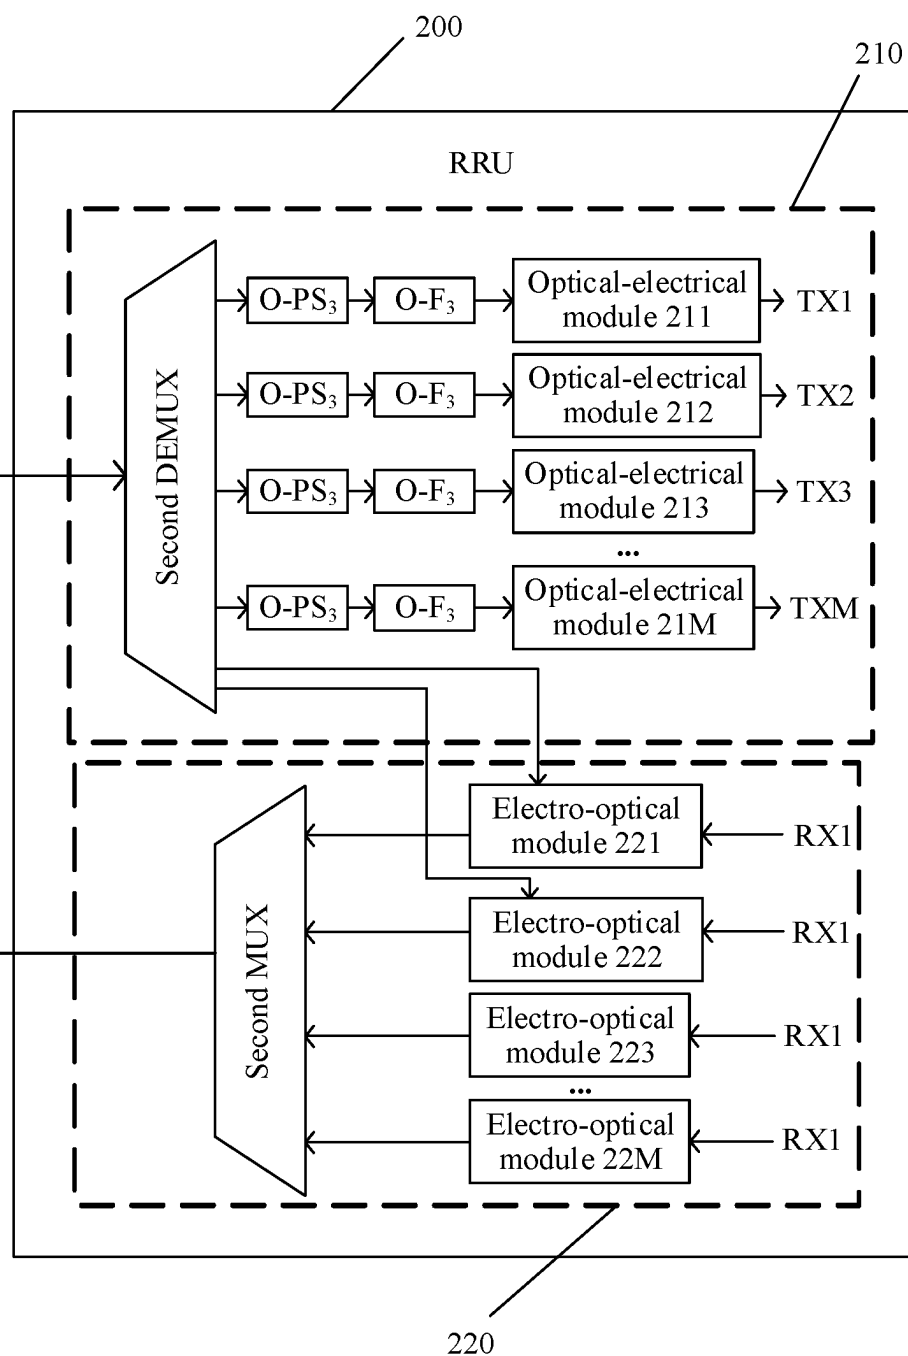 200
210
RRU
Second DEMUX
O-PS3
O-F3
Optical-electrical
module 211
TX1
O-PS3
O-F3
Optical-electrical
module 212
TX2
O-PS3
O-F3
Optical-electrical
module 213
TX3
...
O-PS3
O-F3
Optical-electrical
module 21M
TXM
Second MUX
Electro-optical
module 221
RX1
Electro-optical
module 222
RX1
Electro-optical
module 223
RX1
...
Electro-optical
module 22M
RX1
220